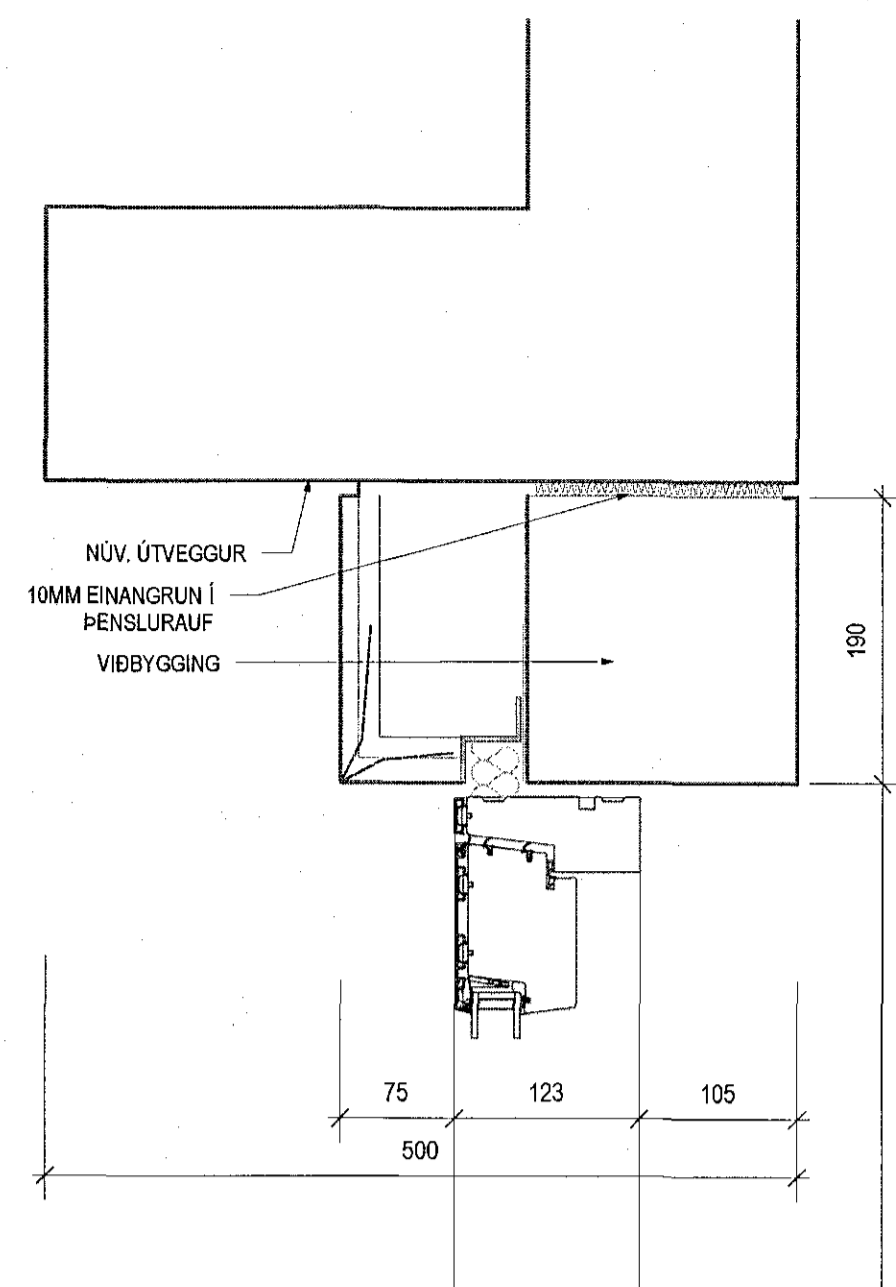 NÚV. ÚTVEGGUR
10MM EINANGRUN Í
ÞENSLURAUF
VIÐBYGGING
190
75
123
105
500